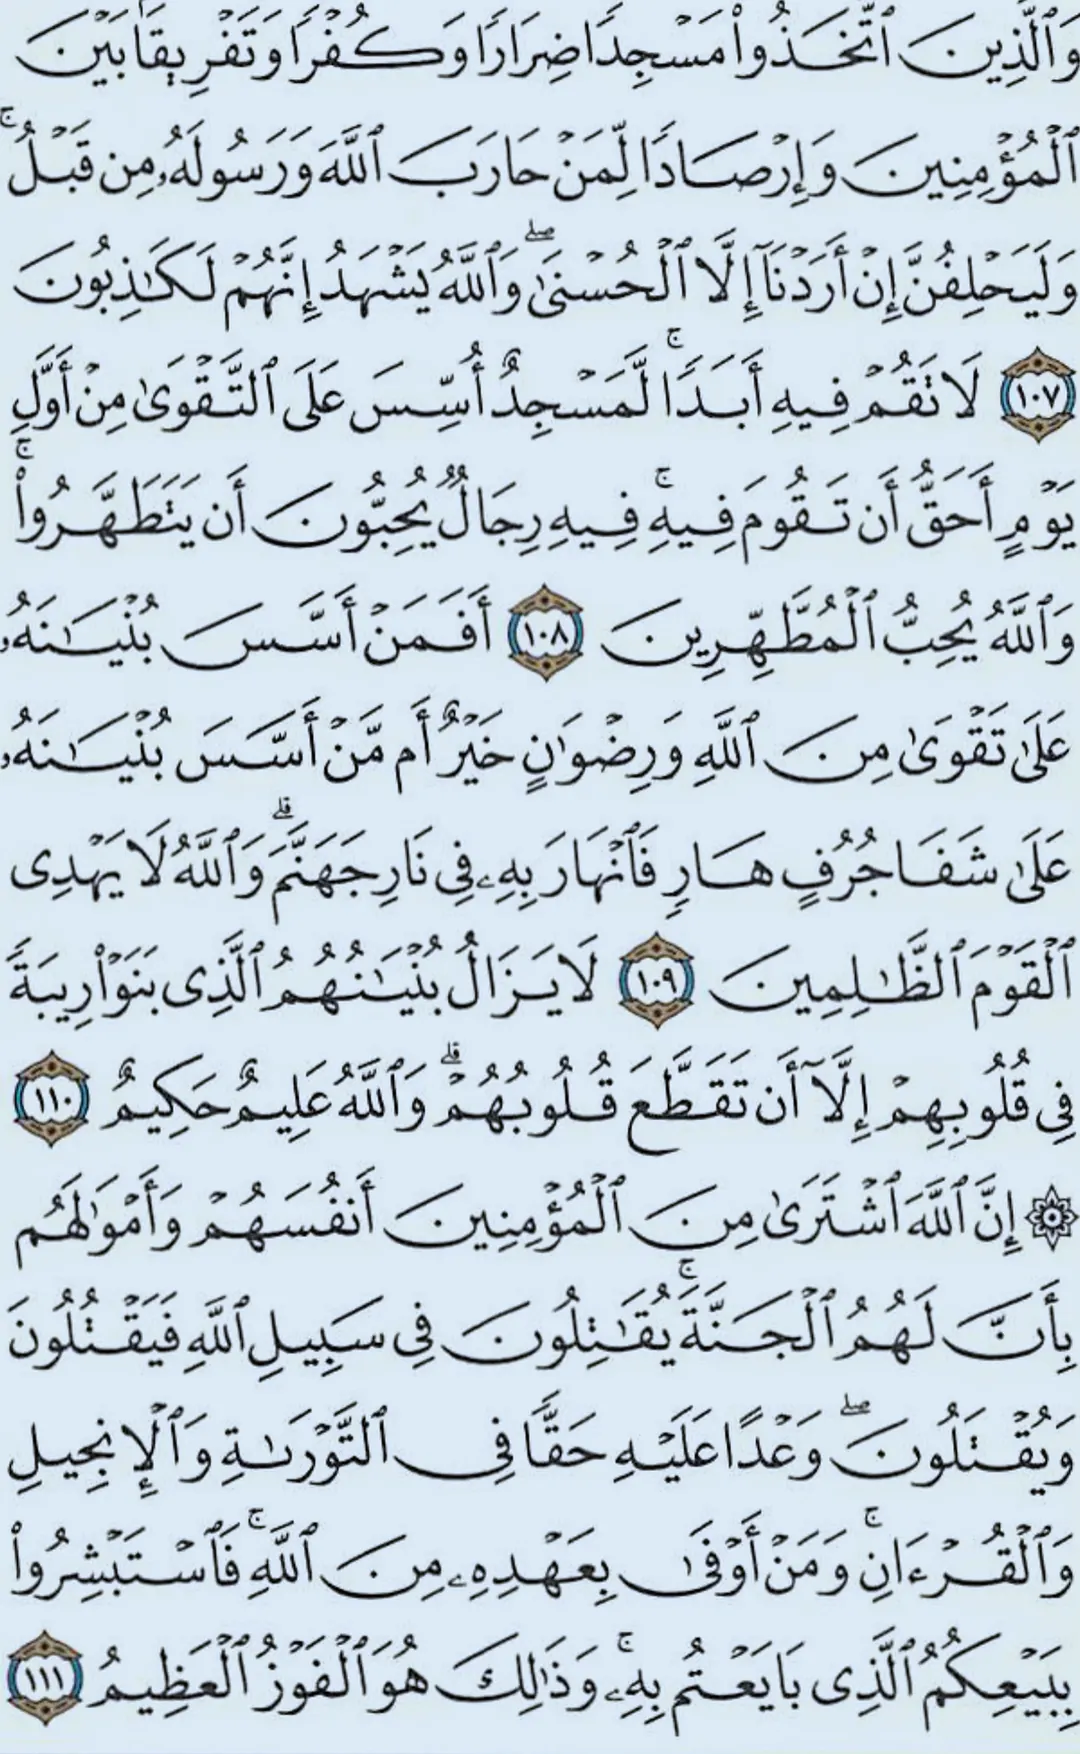 وَٱلَّذِينَ ٱتَّخَذُوا۟ مَسْجِدًا ضِرَارًا وَكُفْرًا وَتَفْرِيقًۢا بَيْنَ
ٱلْمُؤْمِنِينَ وَإِرْصَادًا لِّمَنْ حَارَبَ ٱللَّهَ وَرَسُولَهُۥ مِن قَبْلُ ۚ
وَلَيَحْلِفُنَّ إِنْ أَرَدْنَآ إِلَّا ٱلْحُسْنَىٰ ۖ وَٱللَّهُ يَشْهَدُ إِنَّهُمْ لَكَـٰذِبُونَ
١٠٧ لَا تَقُمْ فِيهِ أَبَدًا ۚ لَّمَسْجِدٌ أُسِّسَ عَلَى ٱلتَّقْوَىٰ مِنْ أَوَّلِ
يَوْمٍ أَحَقُّ أَن تَقُومَ فِيهِ ۚ فِيهِ رِجَالٌ يُحِبُّونَ أَن يَتَطَهَّرُوا۟ ۚ
وَٱللَّهُ يُحِبُّ ٱلْمُطَّهِّرِينَ ١٠٨ أَفَمَنْ أَسَّسَ بُنْيَـٰنَهُۥ
عَلَىٰ تَقْوَىٰ مِنَ ٱللَّهِ وَرِضْوَٰنٍ خَيْرٌ أَم مَّنْ أَسَّسَ بُنْيَـٰنَهُۥ
عَلَىٰ شَفَا جُرُفٍ هَارٍ فَٱنْهَارَ بِهِۦ فِى نَارِ جَهَنَّمَ ۗ وَٱللَّهُ لَا يَهْدِى
ٱلْقَوْمَ ٱلظَّـٰلِمِينَ ١٠٩ لَا يَزَالُ بُنْيَـٰنُهُمُ ٱلَّذِى بَنَوْا۟ رِيبَةً
فِى قُلُوبِهِمْ إِلَّآ أَن تَقَطَّعَ قُلُوبُهُمْ ۗ وَٱللَّهُ عَلِيمٌ حَكِيمٌ ١١٠
۞ إِنَّ ٱللَّهَ ٱشْتَرَىٰ مِنَ ٱلْمُؤْمِنِينَ أَنفُسَهُمْ وَأَمْوَٰلَهُم
بِأَنَّ لَهُمُ ٱلْجَنَّةَ ۚ يُقَـٰتِلُونَ فِى سَبِيلِ ٱللَّهِ فَيَقْتُلُونَ
وَيُقْتَلُونَ ۖ وَعْدًا عَلَيْهِ حَقًّا فِى ٱلتَّوْرَىٰةِ وَٱلْإِنجِيلِ
وَٱلْقُرْءَانِ ۚ وَمَنْ أَوْفَىٰ بِعَهْدِهِۦ مِنَ ٱللَّهِ ۚ فَٱسْتَبْشِرُوا۟
بِبَيْعِكُمُ ٱلَّذِى بَايَعْتُم بِهِۦ ۚ وَذَٰلِكَ هُوَ ٱلْفَوْزُ ٱلْعَظِيمُ ١١١